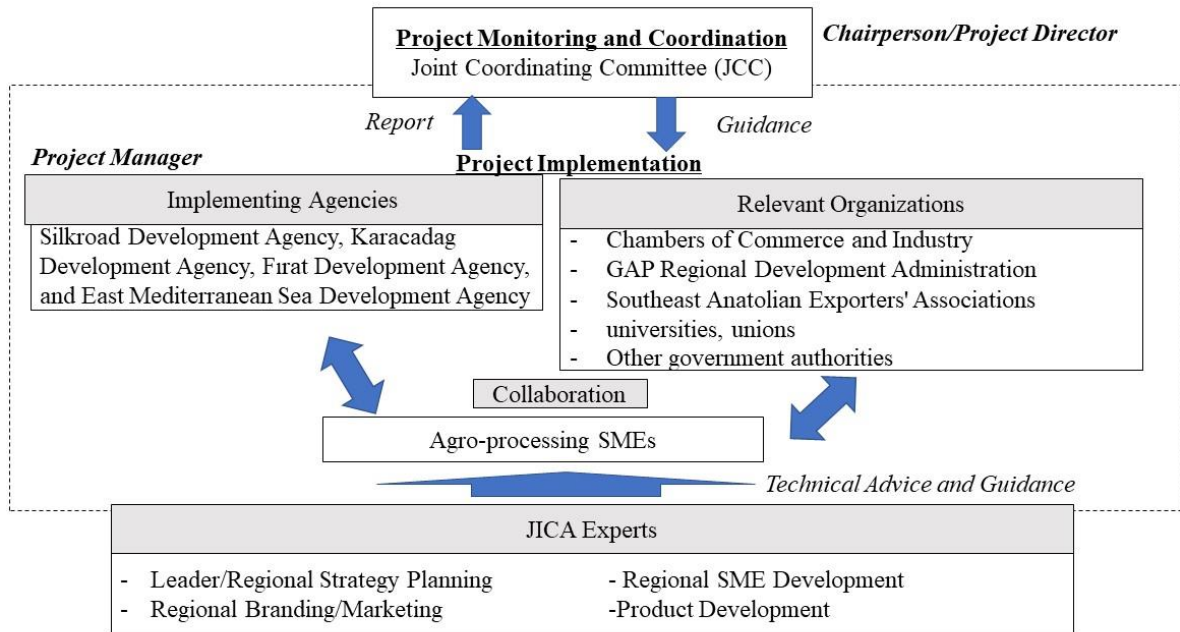 Project Monitoring and Coordination
Joint Coordinating Committee (JCC)
Chairperson/Project Director
Report
Guidance
Project Manager
Project Implementation
Implementing Agencies
Silkroad Development Agency, Karacadag
Development Agency, Fırat Development Agency,
and East Mediterranean Sea Development Agency
Relevant Organizations
- Chambers of Commerce and Industry
- GAP Regional Development Administration
- Southeast Anatolian Exporters' Associations
- universities, unions
- Other government authorities
Collaboration
Agro-processing SMEs
Technical Advice and Guidance
JICA Experts
- Leader/Regional Strategy Planning
- Regional Branding/Marketing
- Regional SME Development
-Product Development